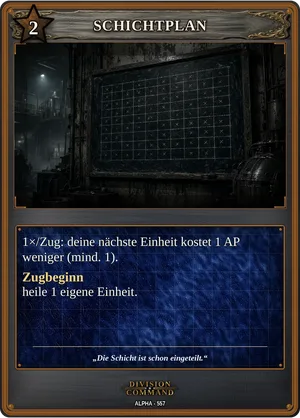 2
SCHICHTPLAN
1×/Zug: deine nächste Einheit kostet 1 AP
weniger (mind. 1).
Zugbeginn
heile 1 eigene Einheit.
„Die Schicht ist schon eingeteilt.“
DIVISION
COMMAND
ALPHA - 557